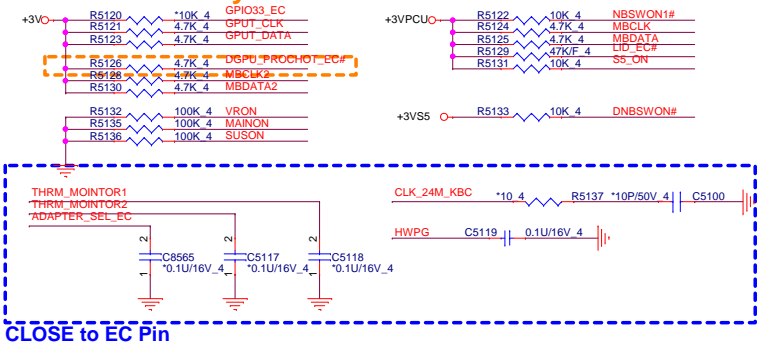 +3V R5120 *10K_4 GPIO33_EC
R5121 4.7K_4 GPUT_CLK
R5123 4.7K_4 GPUT_DATA
R5126 4.7K_4 DGPU_PROCHOT_EC#
R5128 4.7K_4 MBCLK2
R5130 4.7K_4 MBDATA2
R5132 100K_4 VRON
R5135 100K_4 MAINON
R5136 100K_4 SUSON
+3VPCU R5122 10K_4 NBSWON1#
R5124 4.7K_4 MBCLK
R5125 4.7K_4 MBDATA
R5129 47K/F_4 LID_EC#
R5131 10K_4 S5_ON
+3VS5 R5133 10K_4 DNBSWON#
THRM_MOINTOR1
THRM_MOINTOR2
ADAPTER_SEL_EC
2 2 2
C8565 C5117 C5118
*0.1U/16V_4 *0.1U/16V_4 *0.1U/16V_4
1 1 1
CLK_24M_KBC *10_4 R5137 *10P/50V_4 C5100
HWPG C5119 0.1U/16V_4
CLOSE to EC Pin